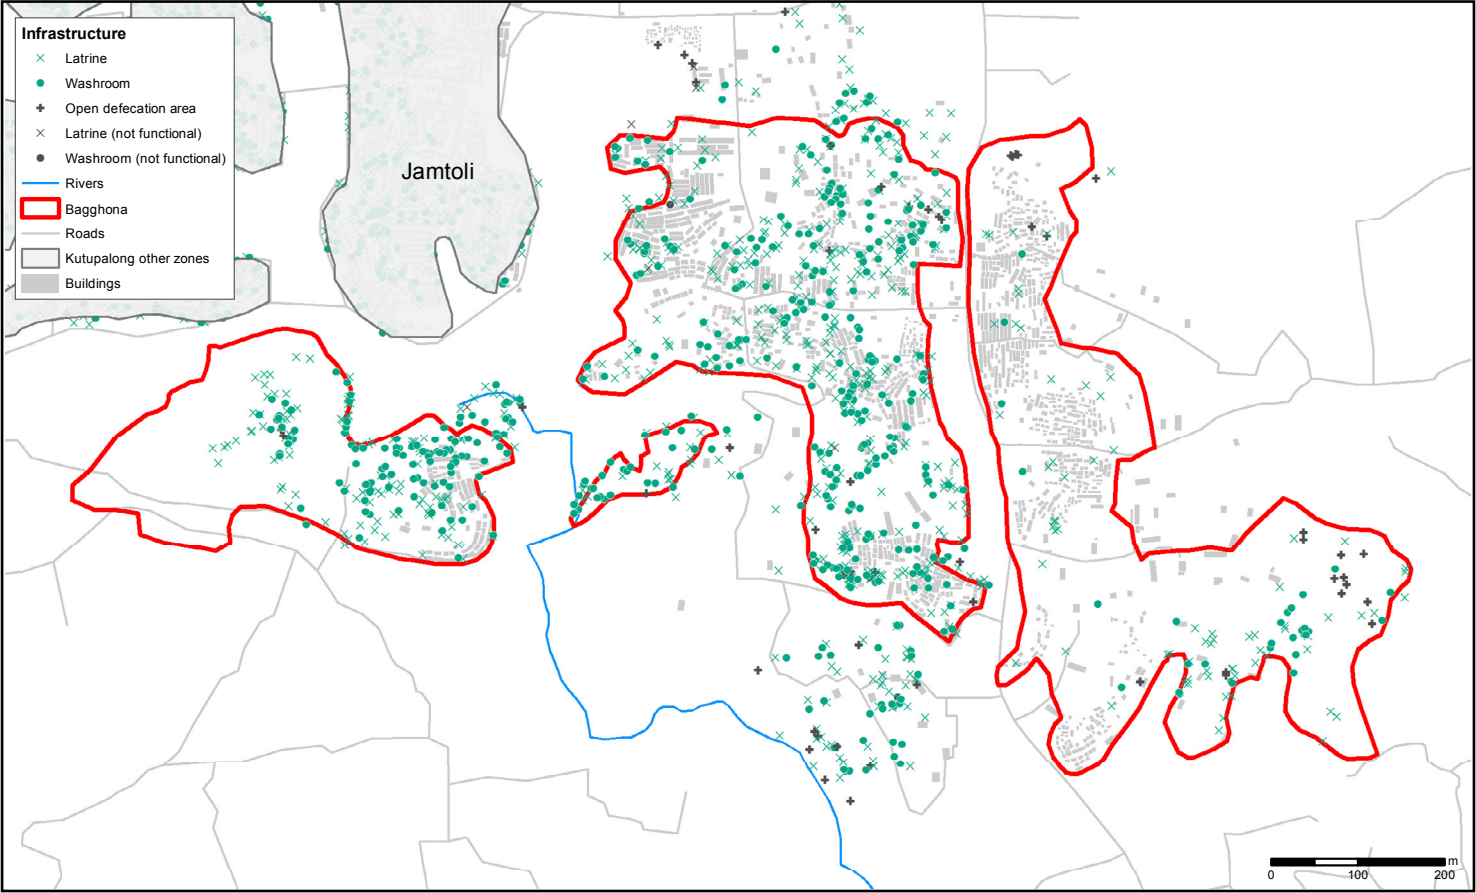 Infrastructure
Latrine
Washroom
Open defecation area
Latrine (not functional)
Washroom (not functional)
Rivers
Bagghona
Roads
Kutupalong other zones
Buildings
Jamtoli
m
0 100 200